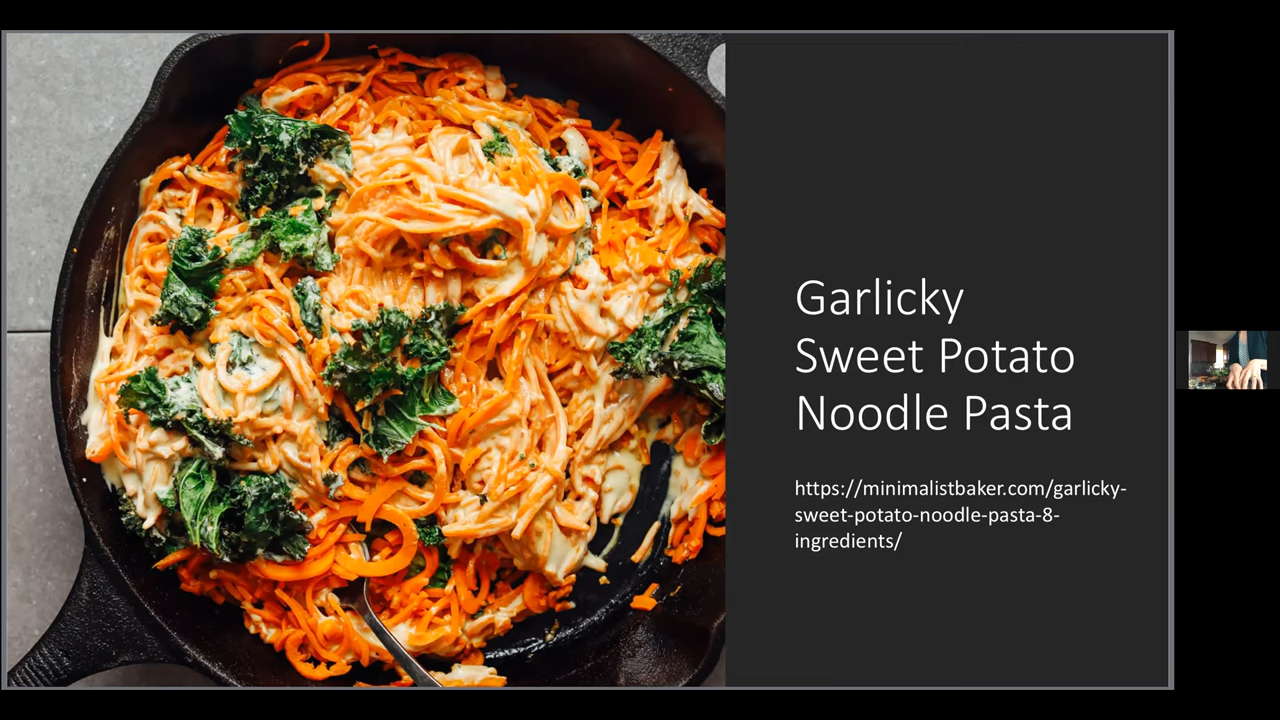 Garlicky
Sweet Potato
Noodle Pasta
https://minimalistbaker.com/garlicky-
sweet-potato-noodle-pasta-8-
ingredients/